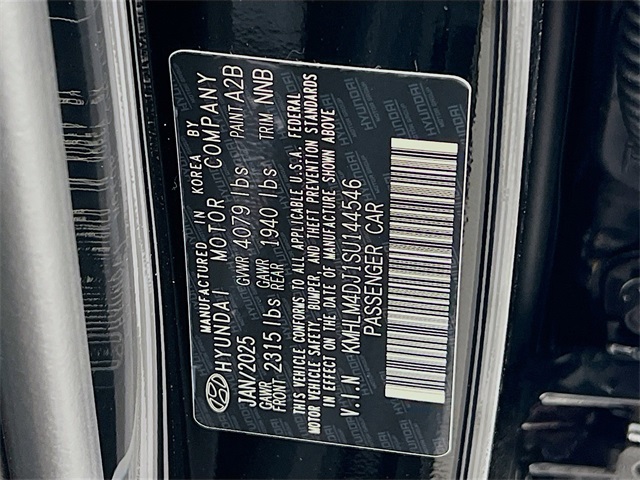 MANUFACTURED IN KOREA BY
HYUNDAI MOTOR COMPANY
JAN/2025 GVWR 4079 lbs PAINT A2B
GAWR FRONT 2315 lbs GAWR REAR 1940 lbs TRIM NNB
THIS VEHICLE CONFORMS TO ALL APPLICABLE U.S.A. FEDERAL
MOTOR VEHICLE SAFETY, BUMPER, AND THEFT PREVENTION STANDARDS
IN EFFECT ON THE DATE OF MANUFACTURE SHOWN ABOVE
V.I.N KMHLM4DJ1SU144546
PASSENGER CAR